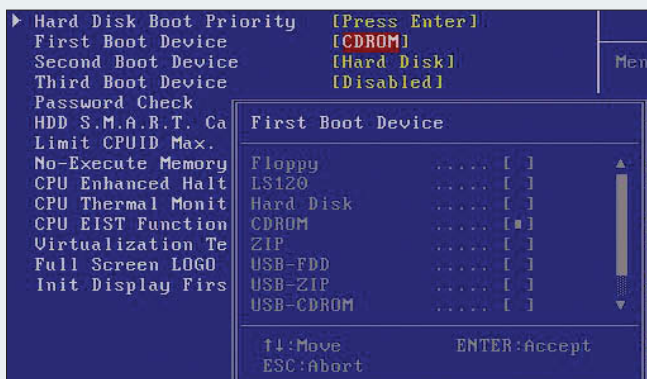 Hard Disk Boot Priority [Press Enter]
First Boot Device [CDROM]
Second Boot Device [Hard Disk]
Third Boot Device [Disabled]
Password Check
HDD S.M.A.R.T. Ca
Limit CPUID Max.
No-Execute Memory
CPU Enhanced Halt
CPU Thermal Monit
CPU EIST Function
Virtualization Te
Full Screen LOGO
Init Display Firs
Men
First Boot Device
Floppy ..... [ ]
LS120 ..... [ ]
Hard Disk ..... [ ]
CDROM ..... [■]
ZIP ..... [ ]
USB-FDD ..... [ ]
USB-ZIP ..... [ ]
USB-CDROM ..... [ ]
↑↓:Move ENTER:Accept
ESC:Abort